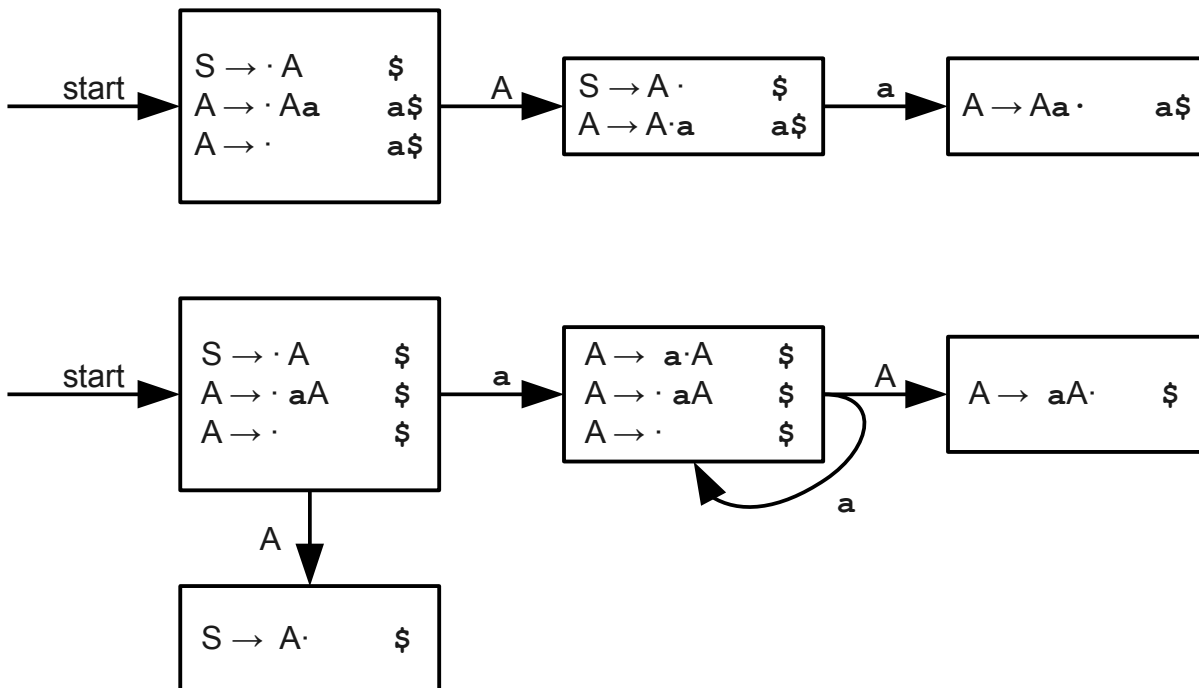 start
S → · A $
A → · Aa a$
A → · a$
A
S → A · $
A → A·a a$
a
A → Aa· a$
start
S → · A $
A → · aA $
A → · $
a
A → a·A $
A → · aA $
A → · $
A
a
A → aA· $
A
S → A· $